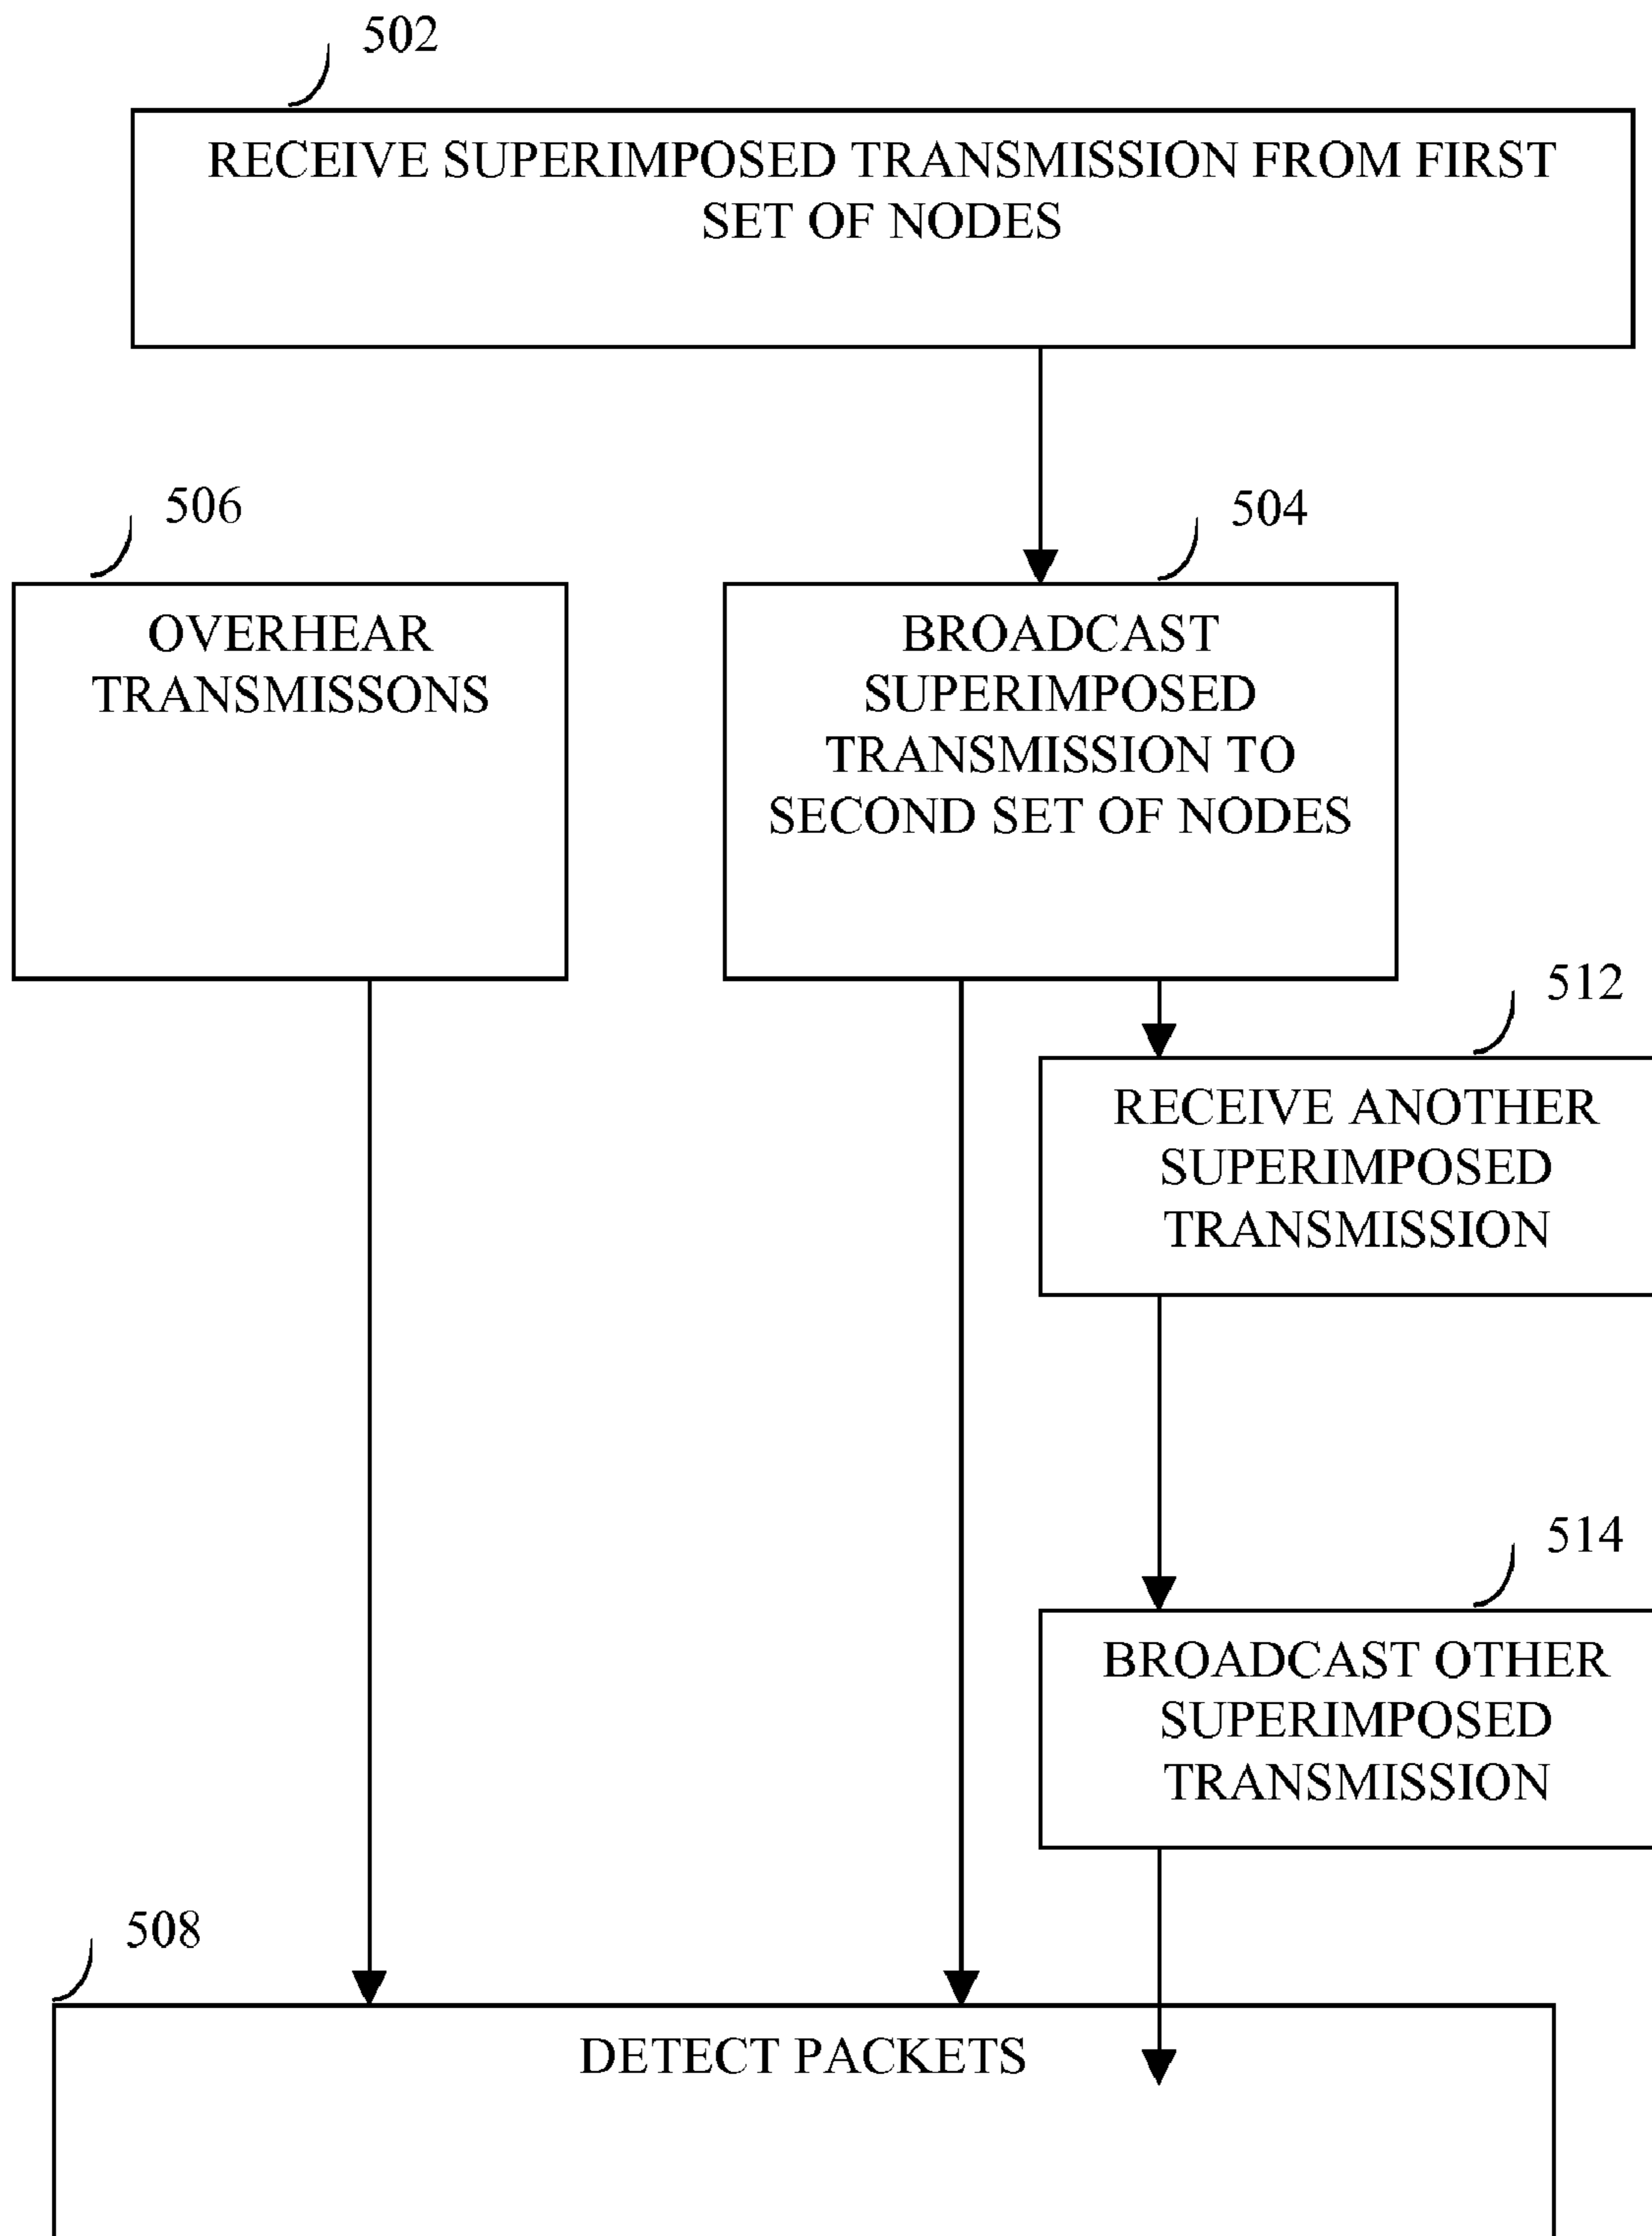 502
RECEIVE SUPERIMPOSED TRANSMISSION FROM FIRST
SET OF NODES
506
OVERHEAR
TRANSMISSONS
504
BROADCAST
SUPERIMPOSED
TRANSMISSION TO
SECOND SET OF NODES
512
RECEIVE ANOTHER
SUPERIMPOSED
TRANSMISSION
514
BROADCAST OTHER
SUPERIMPOSED
TRANSMISSION
508
DETECT PACKETS